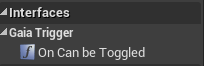 Interfaces
Gaia Trigger
f On Can be Toggled